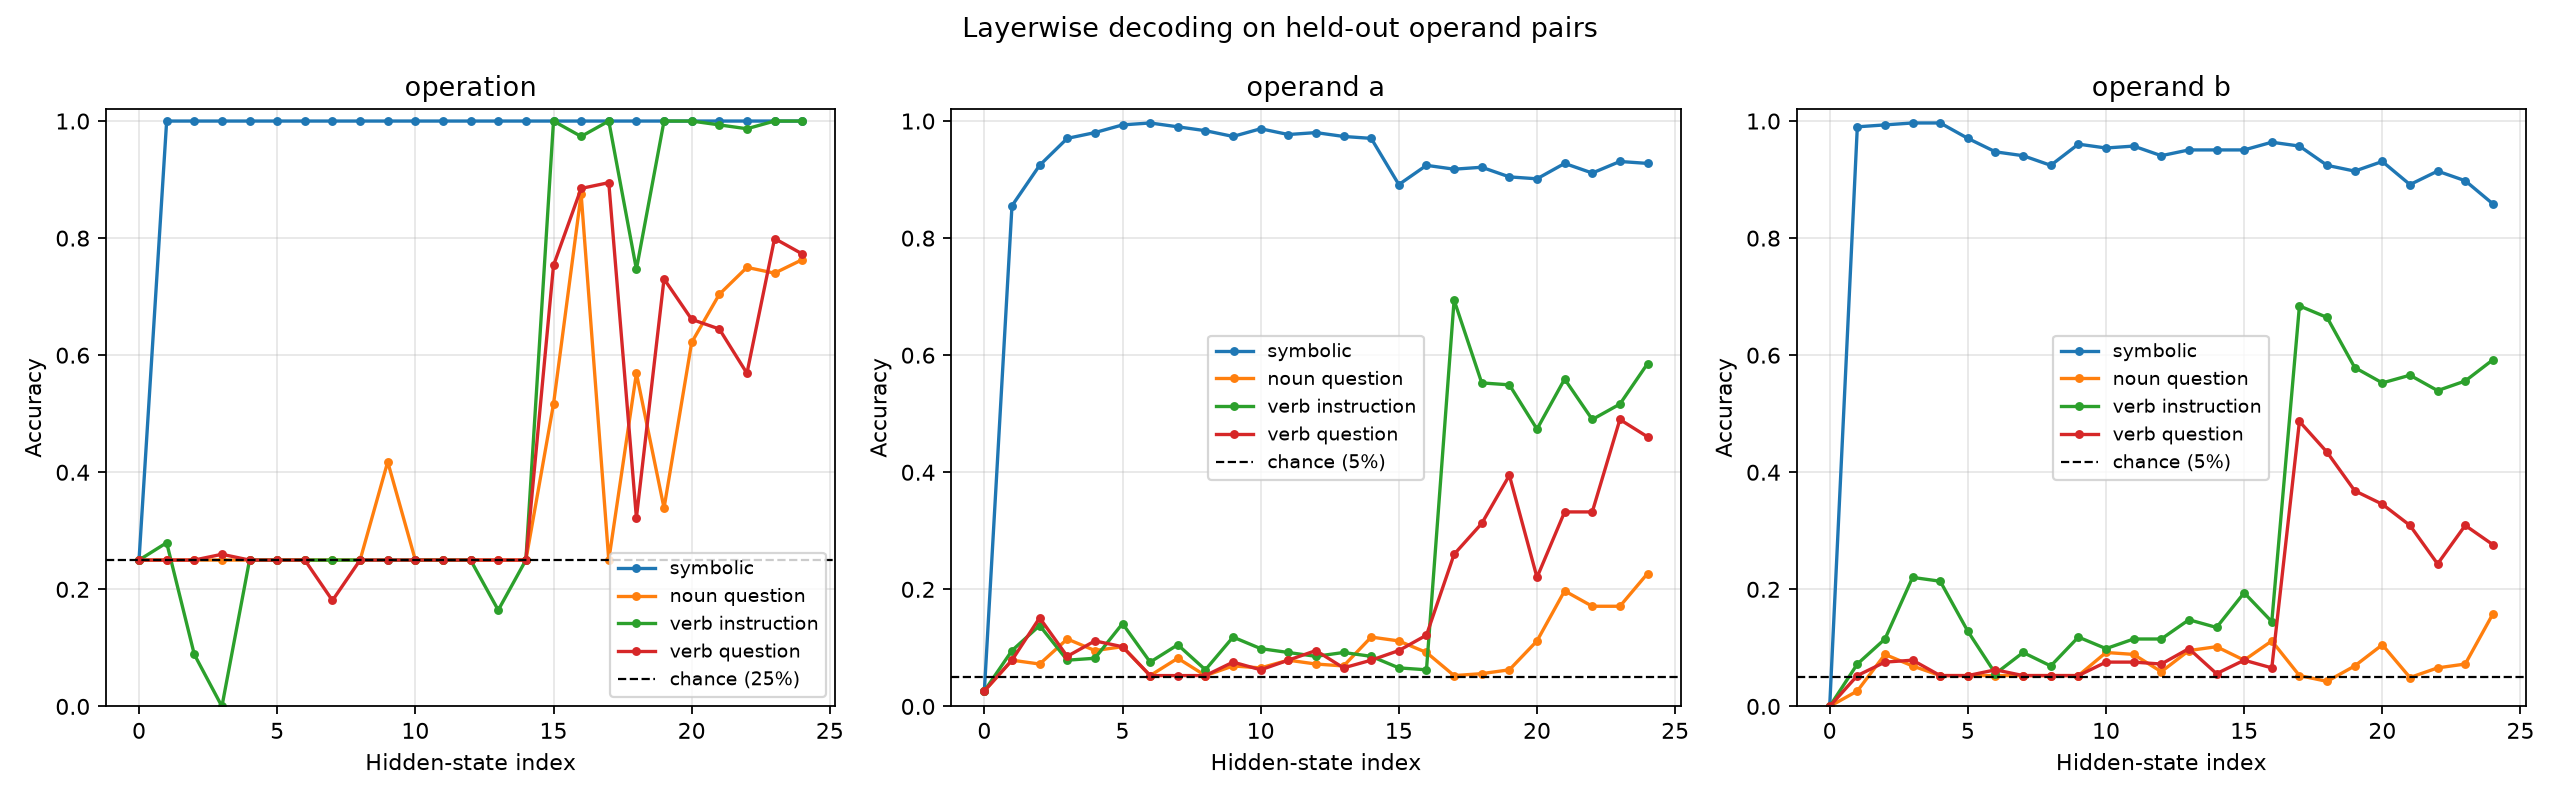 Layerwise decoding on held-out operand pairs
operation
Accuracy
1.0
0.8
0.6
0.4
0.2
0.0
0
5
10
15
20
25
Hidden-state index
symbolic
noun question
verb instruction
verb question
chance (25%)
operand a
Accuracy
1.0
0.8
0.6
0.4
0.2
0.0
0
5
10
15
20
25
Hidden-state index
symbolic
noun question
verb instruction
verb question
chance (5%)
operand b
Accuracy
1.0
0.8
0.6
0.4
0.2
0.0
0
5
10
15
20
25
Hidden-state index
symbolic
noun question
verb instruction
verb question
chance (5%)